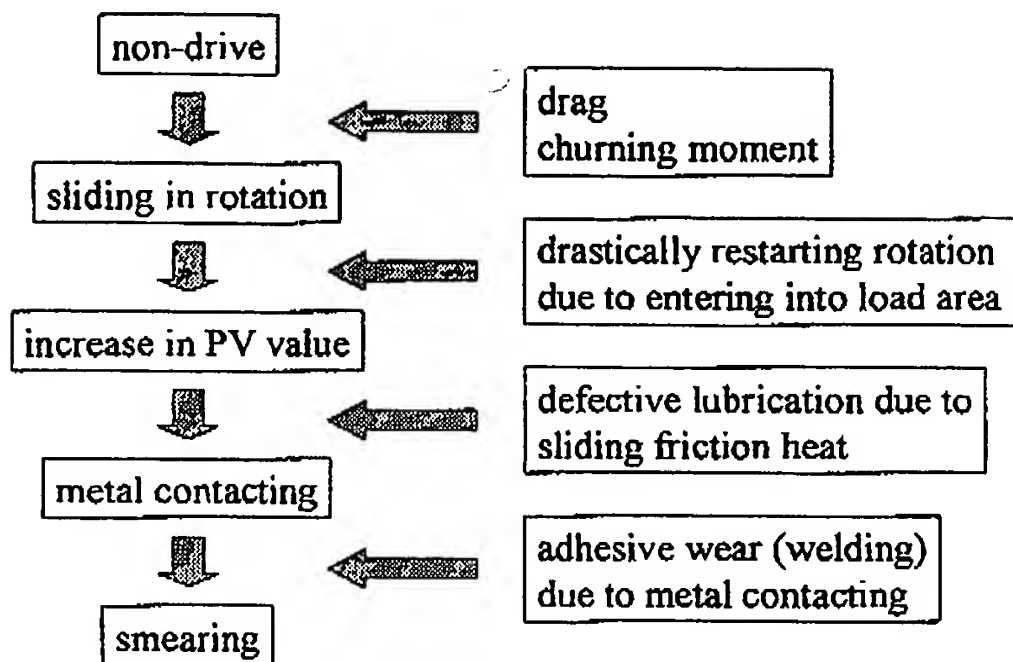 non-drive
drag
churning moment
sliding in rotation
drastically restarting rotation
due to entering into load area
increase in PV value
defective lubrication due to
sliding friction heat
metal contacting
adhesive wear (welding)
due to metal contacting
smearing